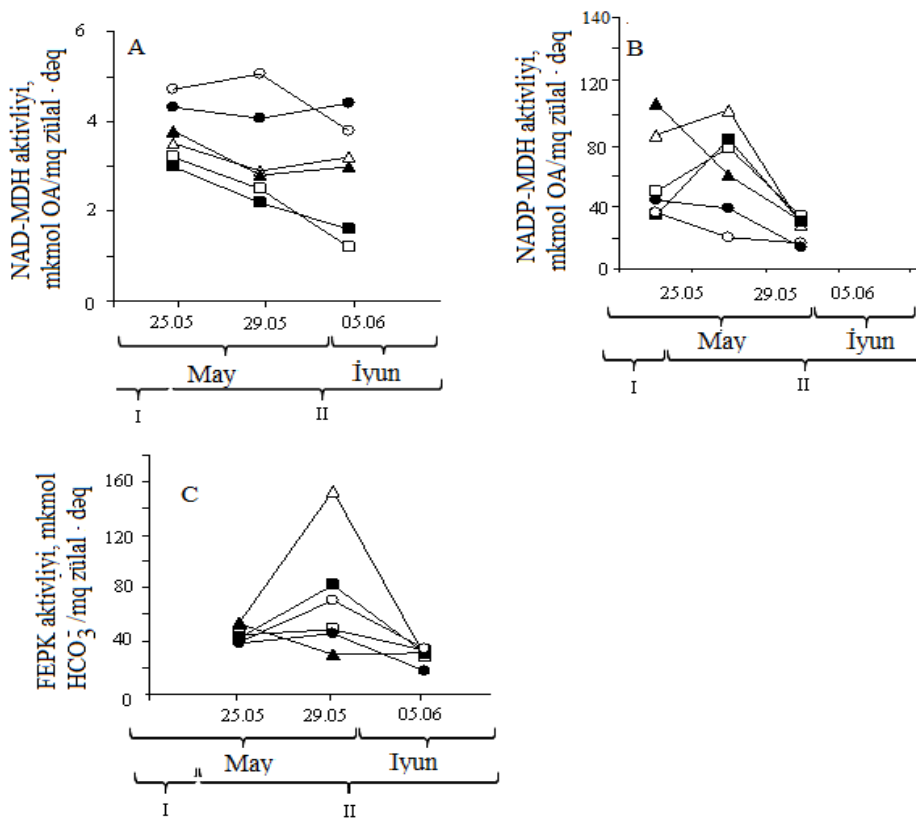 A
NAD-MDH aktivliyi,
mkmol OA/mq zülal · dəq
6
4
2
0
25.05 29.05 05.06
May İyun
I II
B
NADP-MDH aktivliyi,
mkmol OA/mq zülal · dəq
140
120
80
40
0
25.05 29.05 05.06
May İyun
I II
C
FEPK aktivliyi, mkmol
HCO₃⁻/mq zülal · dəq
160
120
80
40
0
25.05 29.05 05.06
May Iyun
I II